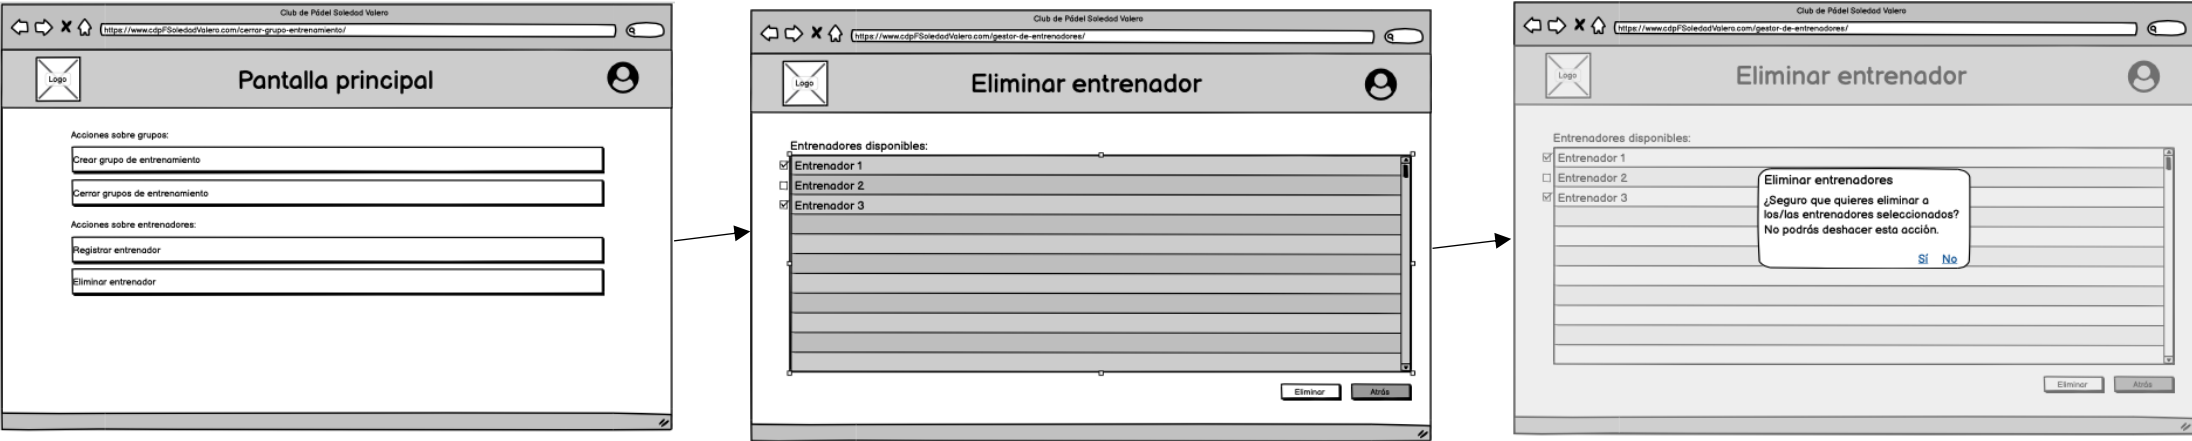 Club de Pádel Soledad Valero
https://www.cdpFSoledadValero.com/cerrar-grupo-entrenamiento/
Logo
Pantalla principal
Acciones sobre grupos:
Crear grupo de entrenamiento
Cerrar grupos de entrenamiento
Acciones sobre entrenadores:
Registrar entrenador
Eliminar entrenador
Club de Pádel Soledad Valero
https://www.cdpFSoledadValero.com/gestor-de-entrenadores/
Logo
Eliminar entrenador
Entrenadores disponibles:
Entrenador 1
Entrenador 2
Entrenador 3
Eliminar
Atrás
Club de Pádel Soledad Valero
https://www.cdpFSoledadValero.com/gestor-de-entrenadores/
Logo
Eliminar entrenador
Entrenadores disponibles:
Entrenador 1
Entrenador 2
Entrenador 3
Eliminar entrenadores
¿Seguro que quieres eliminar a
los/las entrenadores seleccionados?
No podrás deshacer esta acción.
Sí No
Eliminar
Atrás